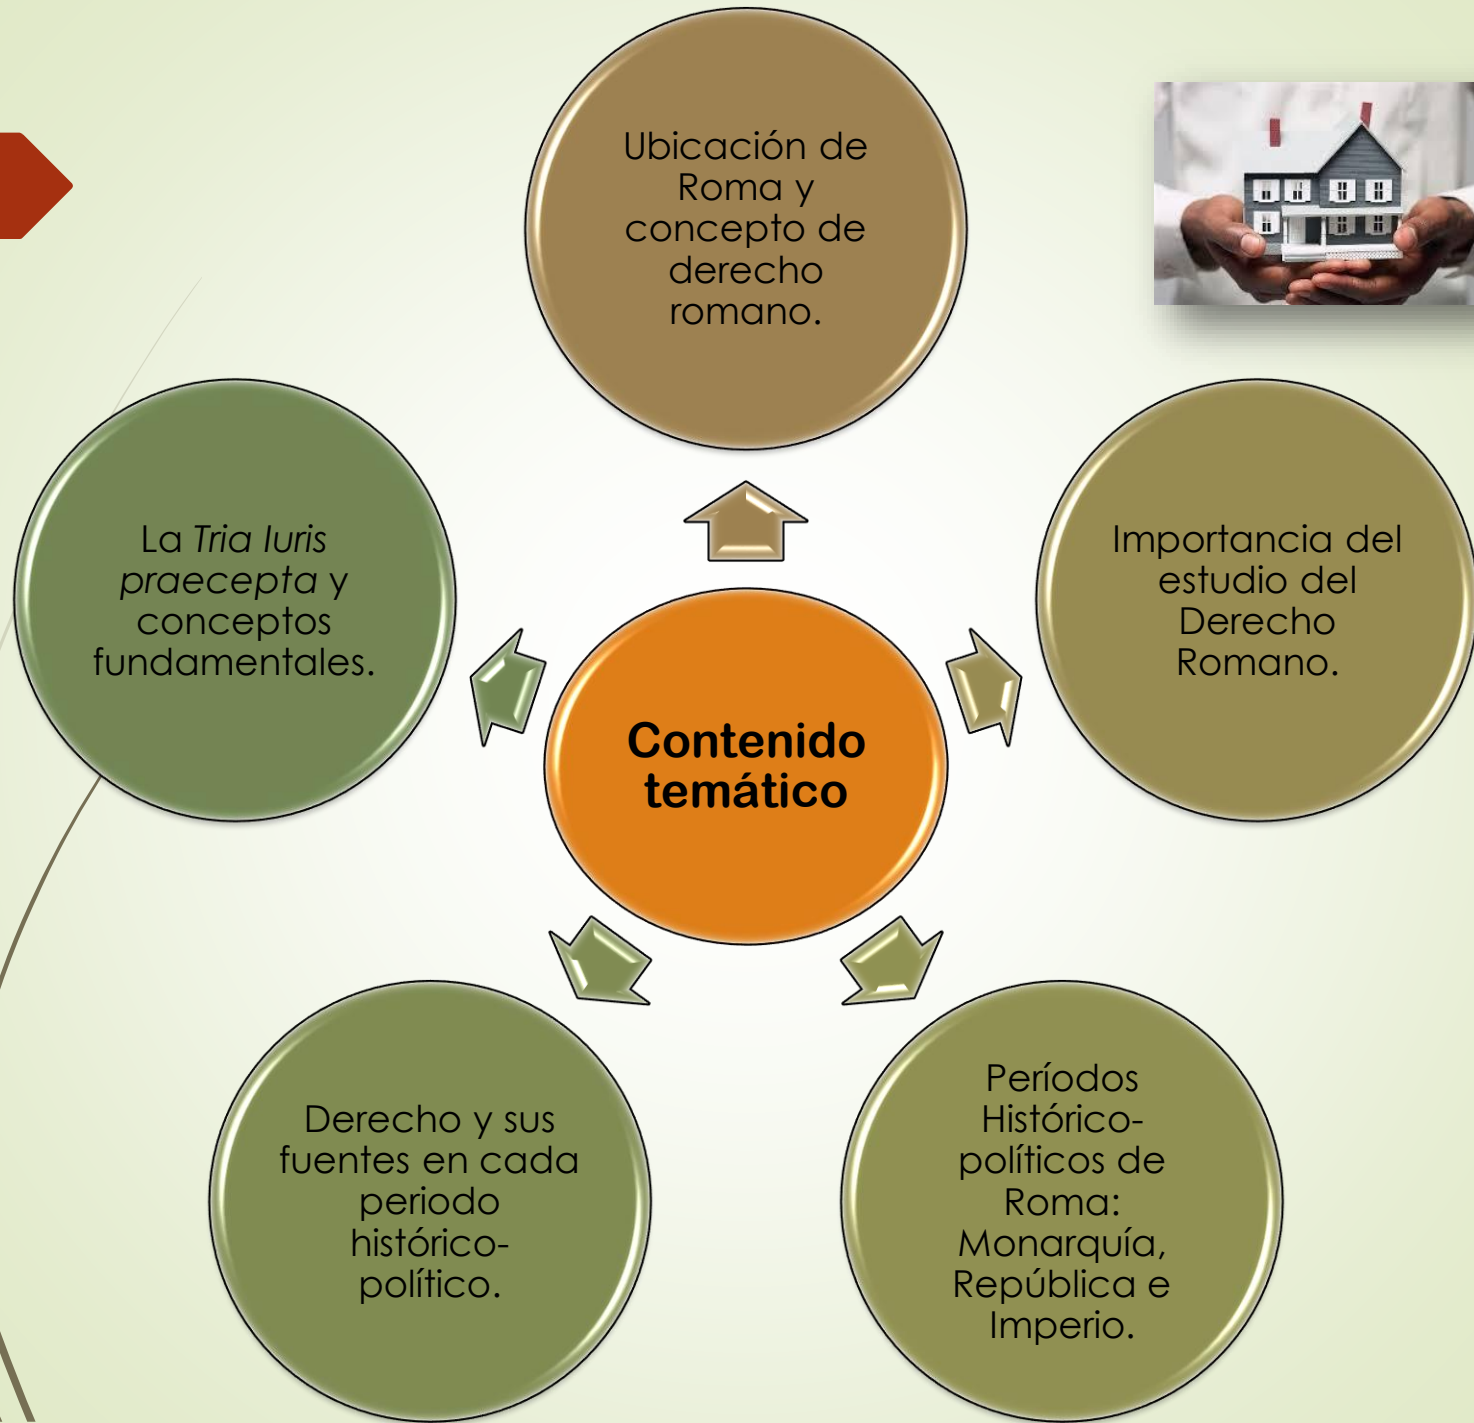 Ubicación de
Roma y
concepto de
derecho
romano.
Importancia del
estudio del
Derecho
Romano.
Períodos
Histórico-
políticos de
Roma:
Monarquía,
República e
Imperio.
Derecho y sus
fuentes en cada
periodo
histórico-
político.
La Tria Iuris
praecepta y
conceptos
fundamentales.
Contenido
temático